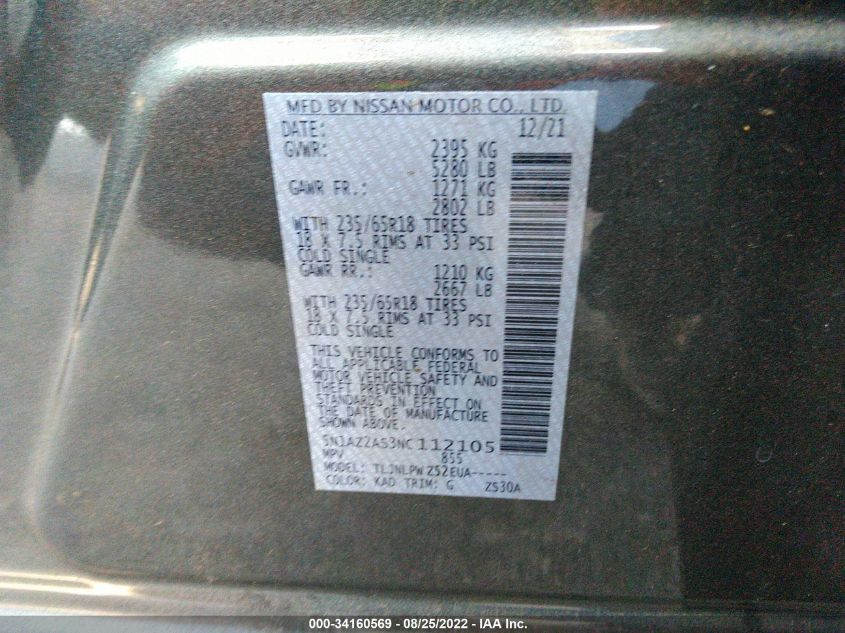 MFD BY NISSAN MOTOR CO., LTD.
DATE: 12/21
GVWR: 2395 KG
5280 LB
GAWR FR.: 1271 KG
2802 LB
WITH 235/65R18 TIRES
18 X 7.5 RIMS AT 33 PSI
COLD SINGLE
GAWR RR.: 1210 KG
2667 LB
WITH 235/65R18 TIRES
18 X 7.5 RIMS AT 33 PSI
COLD SINGLE
THIS VEHICLE CONFORMS TO
ALL APPLICABLE FEDERAL
MOTOR VEHICLE SAFETY AND
THEFT PREVENTION
STANDARDS IN EFFECT ON
THE DATE OF MANUFACTURE
SHOWN ABOVE.
5N1AZ2AS3NC112105
MPV 855
MODEL: TLJNLPW Z52EUA-----
COLOR: KAD TRIM: G ZS30A
000-34160569 - 08/25/2022 - IAA Inc.